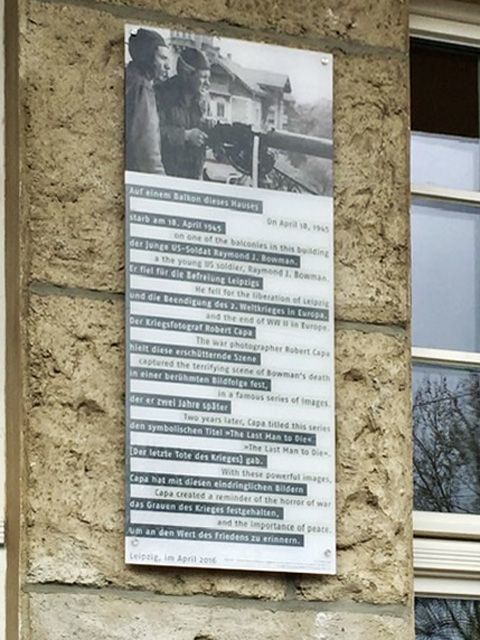 Auf einem Balkon dieses Hauses
On April 18, 1945
starb am 18. April 1945
on one of the balconies in this building
der junge US-Soldat Raymond J. Bowman.
a the young US soldier, Raymond J. Bowman.
Er fiel für die Befreiung Leipzigs
He fell for the liberation of Leipzig
und die Beendigung des 2. Weltkrieges in Europa.
and the end of WW II in Europe.
Der Kriegsfotograf Robert Capa
The war photographer Robert Capa
hielt diese erschütternde Szene
captured the terrifying scene of Bowman's death
in einer berühmten Bildfolge fest,
in a famous series of images.
der er zwei Jahre später
Two years later, Capa titled this series
den symbolischen Titel »The Last Man to Die«
»The Last Man to Die«.
[Der letzte Tote des Krieges] gab.
With these powerful images,
Capa hat mit diesen eindringlichen Bildern
Capa created a reminder of the horror of war
das Grauen des Krieges festgehalten,
and the importance of peace.
um an den Wert des Friedens zu erinnern.
Leipzig, im April 2016